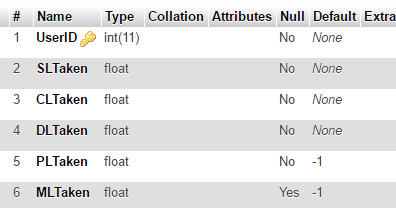 # Name Type Collation Attributes Null Default Extra
1 UserID int(11) No None
2 SLTaken float No None
3 CLTaken float No None
4 DLTaken float No None
5 PLTaken float No -1
6 MLTaken float Yes -1